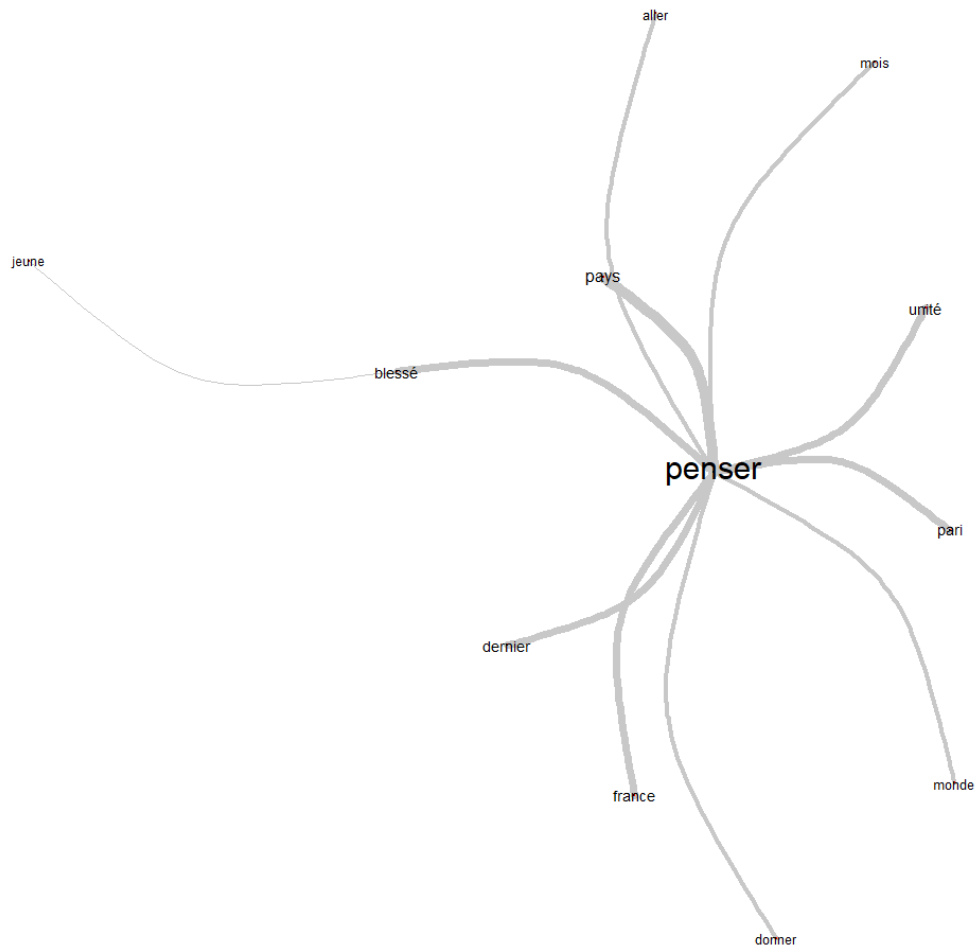 aller
mois
jeune
pays
unité
blessé
penser
pari
dernier
monde
france
donner